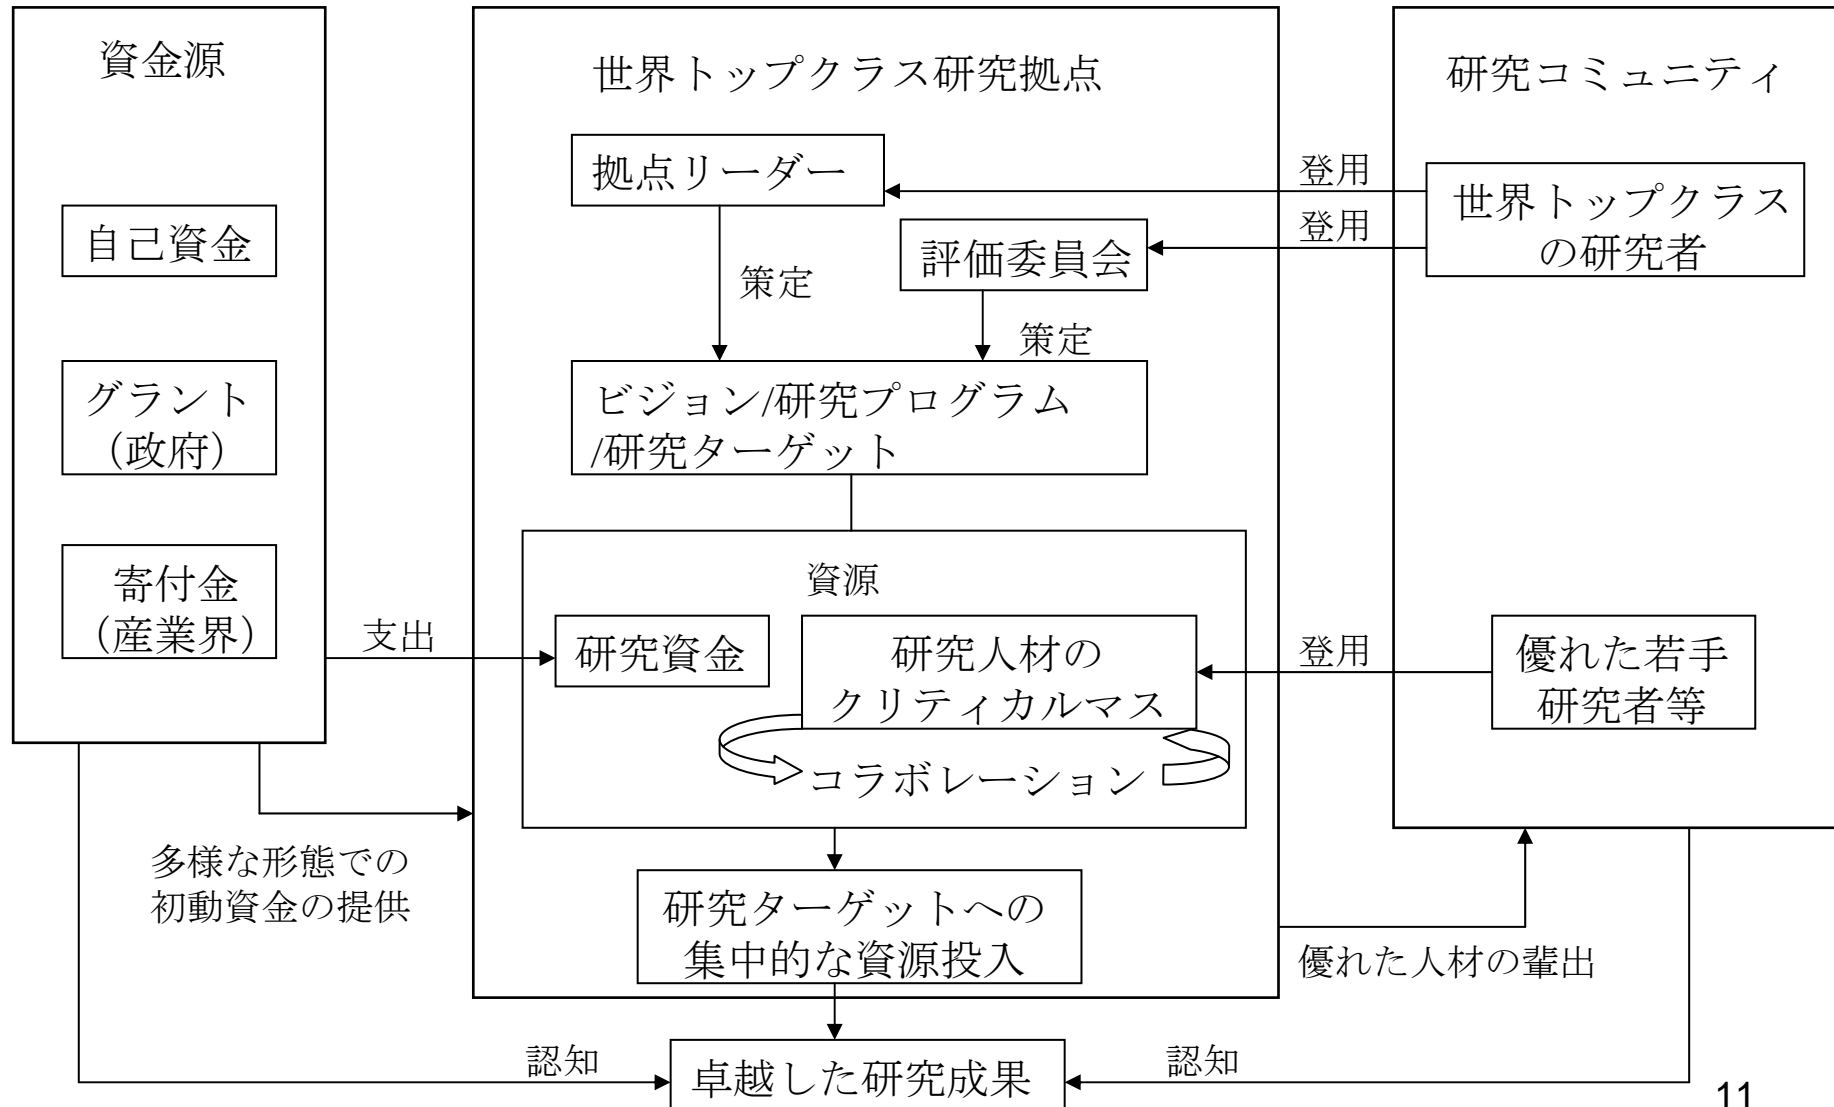 資金源
自己資金
グラント
（政府）
寄付金
（産業界）
支出
多様な形態での
初動資金の提供
世界トップクラス研究拠点
拠点リーダー
評価委員会
策定
策定
ビジョン/研究プログラム
/研究ターゲット
資源
研究資金
研究人材の
クリティカルマス
コラボレーション
研究ターゲットへの
集中的な資源投入
研究コミュニティ
登用
登用
世界トップクラス
の研究者
登用
優れた若手
研究者等
優れた人材の輩出
認知
卓越した研究成果
認知
11